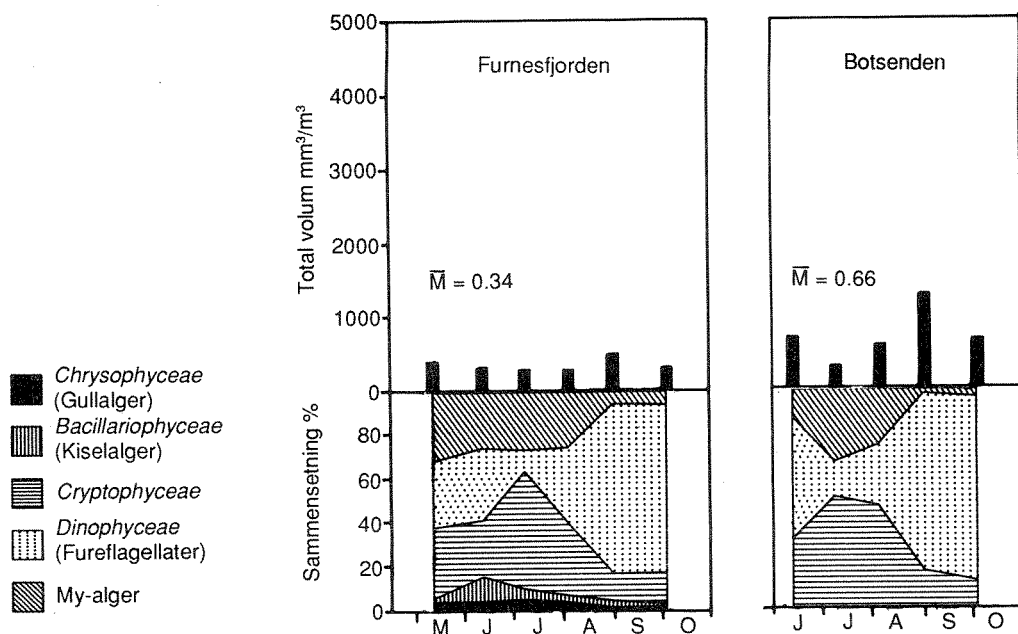 5000
4000
3000
2000
1000
0
Total volum mm³/m³
Furnesfjorden
M̅ = 0.34
Botsenden
M̅ = 0.66
80
60
40
20
0
Sammensetning %
M J J A S O
J J A S O
Chrysophyceae
(Gullalger)
Bacillariophyceae
(Kiselalger)
Cryptophyceae
Dinophyceae
(Fureflagellater)
My-alger